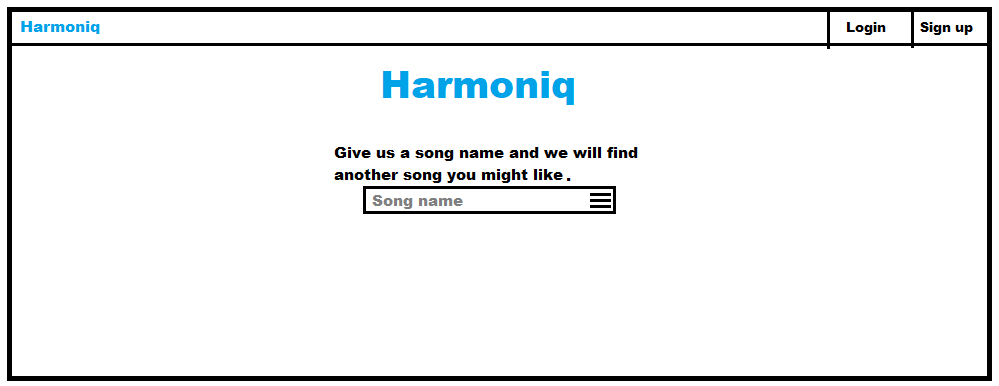 Harmoniq
Login
Sign up
Harmoniq
Give us a song name and we will find
another song you might like.
Song name